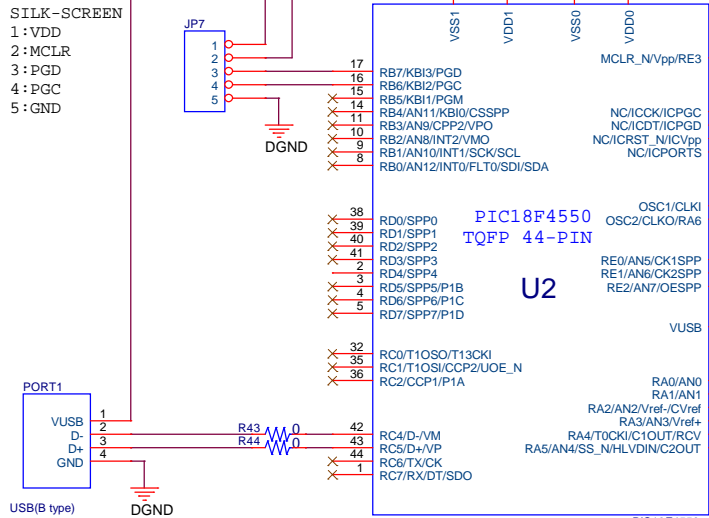 SILK-SCREEN
1:VDD
2:MCLR
3:PGD
4:PGC
5:GND
JP7
1
2
3
4
5
DGND
VSS1
VDD1
VSS0
VDD0
MCLR_N/Vpp/RE3
17 RB7/KBI3/PGD
16 RB6/KBI2/PGC
15 RB5/KBI1/PGM
14 RB4/AN11/KBI0/CSSPP
11 RB3/AN9/CPP2/VPO
10 RB2/AN8/INT2/VMO
9 RB1/AN10/INT1/SCK/SCL
8 RB0/AN12/INT0/FLT0/SDI/SDA
NC/ICCK/ICPGC
NC/ICDT/ICPGD
NC/ICRST_N/ICVpp
NC/ICPORTS
OSC1/CLKI
OSC2/CLKO/RA6
38 RD0/SPP0
39 RD1/SPP1
40 RD2/SPP2
41 RD3/SPP3
2 RD4/SPP4
3 RD5/SPP5/P1B
4 RD6/SPP6/P1C
5 RD7/SPP7/P1D
PIC18F4550
TQFP 44-PIN
U2
RE0/AN5/CK1SPP
RE1/AN6/CK2SPP
RE2/AN7/OESPP
VUSB
32 RC0/T1OSO/T13CKI
35 RC1/T1OSI/CCP2/UOE_N
36 RC2/CCP1/P1A
RA0/AN0
RA1/AN1
RA2/AN2/Vref-/CVref
RA3/AN3/Vref+
RA4/T0CKI/C1OUT/RCV
RA5/AN4/SS_N/HLVDIN/C2OUT
PORT1
VUSB 1
D- 2
D+ 3
GND 4
R43 0
R44 0
42 RC4/D-/VM
43 RC5/D+/VP
44 RC6/TX/CK
1 RC7/RX/DT/SDO
USB(B type)
DGND